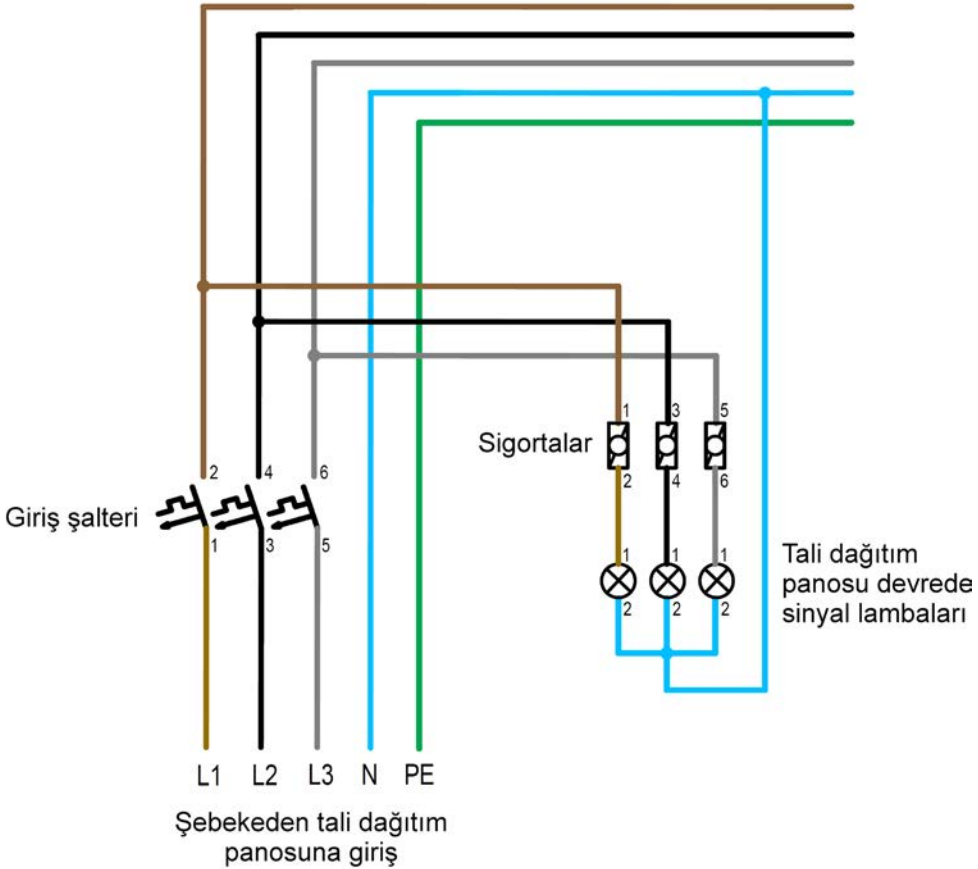 1 3 5
Sigortalar
2 4 6
2 4 6
Giriş şalteri
1 3 5
1 1 1
Tali dağıtım
panosu devrede
sinyal lambaları
2 2 2
L1 L2 L3 N PE
Şebekeden tali dağıtım
panosuna giriş